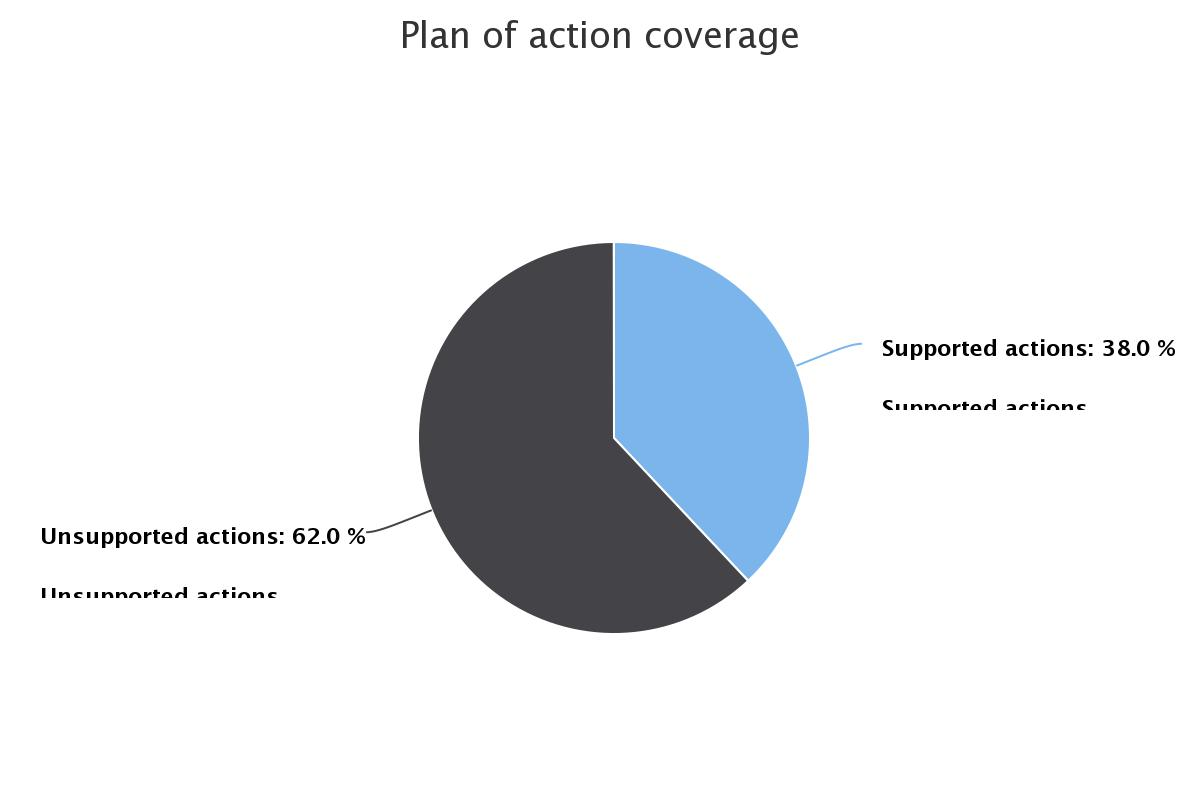 Plan of action coverage
Supported actions: 38.0 %
Supported actions
Unsupported actions: 62.0 %
Unsupported actions